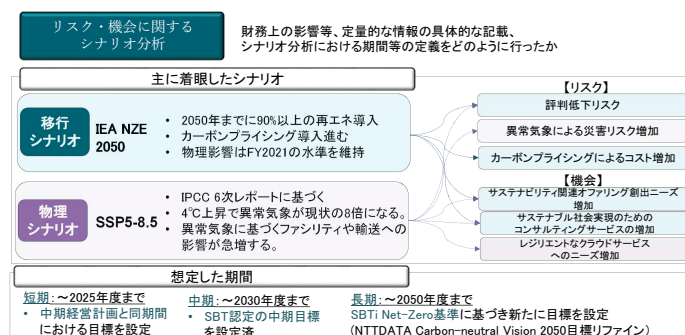 リスク・機会に関する
シナリオ分析
財務上の影響等、定量的な情報の具体的な記載、
シナリオ分析における期間等の定義をどのように行ったか
主に着眼したシナリオ
移行
シナリオ
IEA NZE
2050
• 2050年までに90%以上の再エネ導入
• カーボンプライシング導入進む
• 物理影響はFY2021の水準を維持
物理
シナリオ
SSP5-8.5
• IPCC 6次レポートに基づく
• 4℃上昇で異常気象が現状の8倍になる。
• 異常気象に基づくファシリティや輸送への
影響が急増する。
【リスク】
評判低下リスク
異常気象による災害リスク増加
カーボンプライシングによるコスト増加
【機会】
サステナビリティ関連オファリング創出ニーズ
増加
サステナブル社会実現のための
コンサルティングサービスの増加
レジリエントなクラウドサービス
へのニーズ増加
想定した期間
短期:~2025年度まで
• 中期経営計画と同期間
における目標を設定
中期:~2030年度まで
• SBT認定の中期目標
を設定済
長期:~2050年度まで
SBTi Net-Zero基準に基づき新たに目標を設定
(NTTDATA Carbon-neutral Vision 2050目標リファイン)